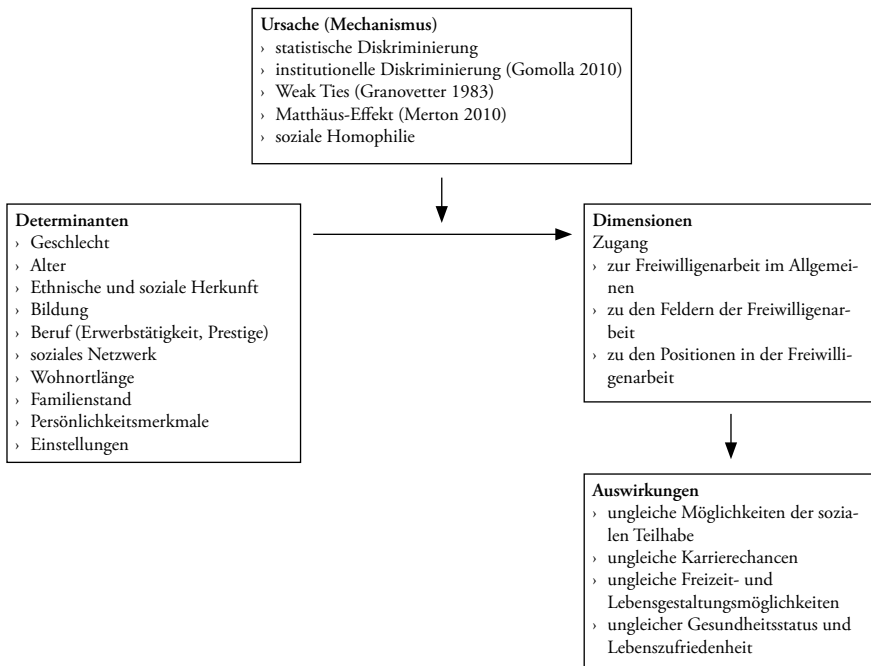 Ursache (Mechanismus)
› statistische Diskriminierung
› institutionelle Diskriminierung (Gomolla 2010)
› Weak Ties (Granovetter 1983)
› Matthäus-Effekt (Merton 2010)
› soziale Homophilie
Determinanten
› Geschlecht
› Alter
› Ethnische und soziale Herkunft
› Bildung
› Beruf (Erwerbstätigkeit, Prestige)
› soziales Netzwerk
› Wohnortlänge
› Familienstand
› Persönlichkeitsmerkmale
› Einstellungen
Dimensionen
Zugang
› zur Freiwilligenarbeit im Allgemei-
nen
› zu den Feldern der Freiwilligenar-
beit
› zu den Positionen in der Freiwilli-
genarbeit
Auswirkungen
› ungleiche Möglichkeiten der sozia-
len Teilhabe
› ungleiche Karrierechancen
› ungleiche Freizeit- und
Lebensgestaltungsmöglichkeiten
› ungleicher Gesundheitsstatus und
Lebenszufriedenheit